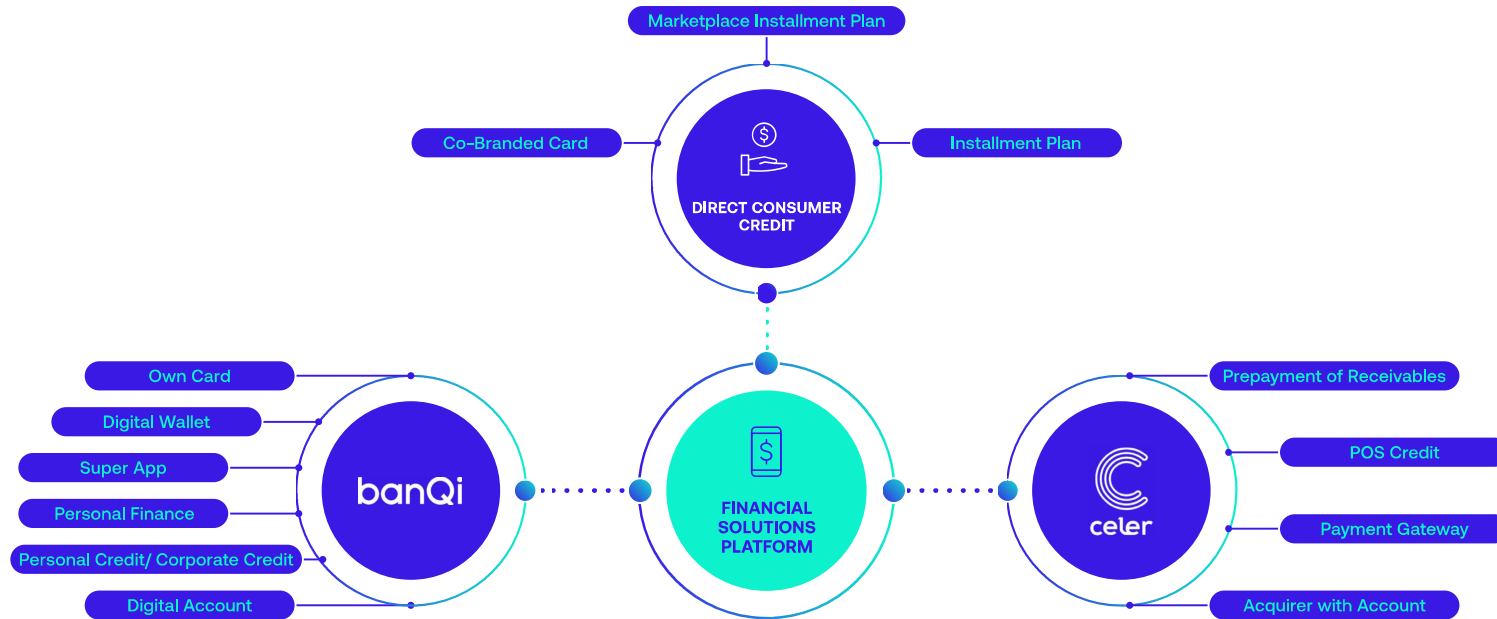 Marketplace Installment Plan
Co-Branded Card
Installment Plan
$
DIRECT CONSUMER
CREDIT
Own Card
Digital Wallet
Super App
Personal Finance
Personal Credit/ Corporate Credit
Digital Account
banQi
$
FINANCIAL
SOLUTIONS
PLATFORM
celer
Prepayment of Receivables
POS Credit
Payment Gateway
Acquirer with Account